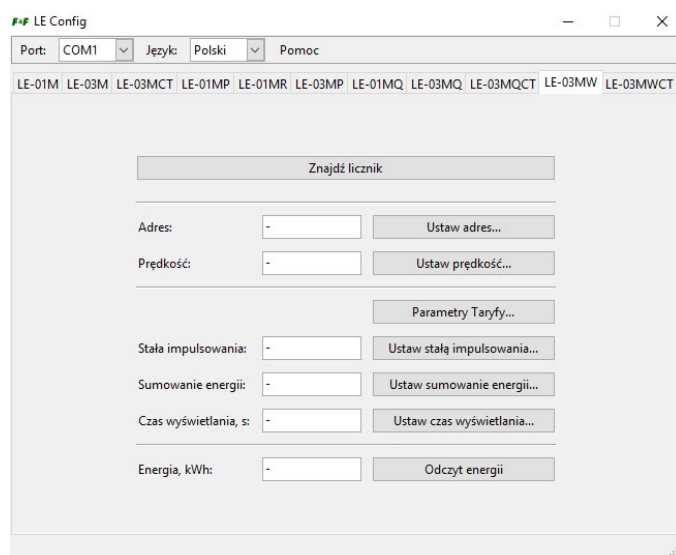 F&F LE Config
Port: COM1 Język: Polski Pomoc
LE-01M LE-03M LE-03MCT LE-01MP LE-01MR LE-03MP LE-01MQ LE-03MQ LE-03MQCT LE-03MW LE-03MWCT
Znajdź licznik
Adres: - Ustaw adres...
Prędkość: - Ustaw prędkość...
Parametry Taryfy...
Stała impulsowania: - Ustaw stałą impulsowania...
Sumowanie energii: - Ustaw sumowanie energii...
Czas wyświetlania, s: - Ustaw czas wyświetlania...
Energia, kWh: - Odczyt energii